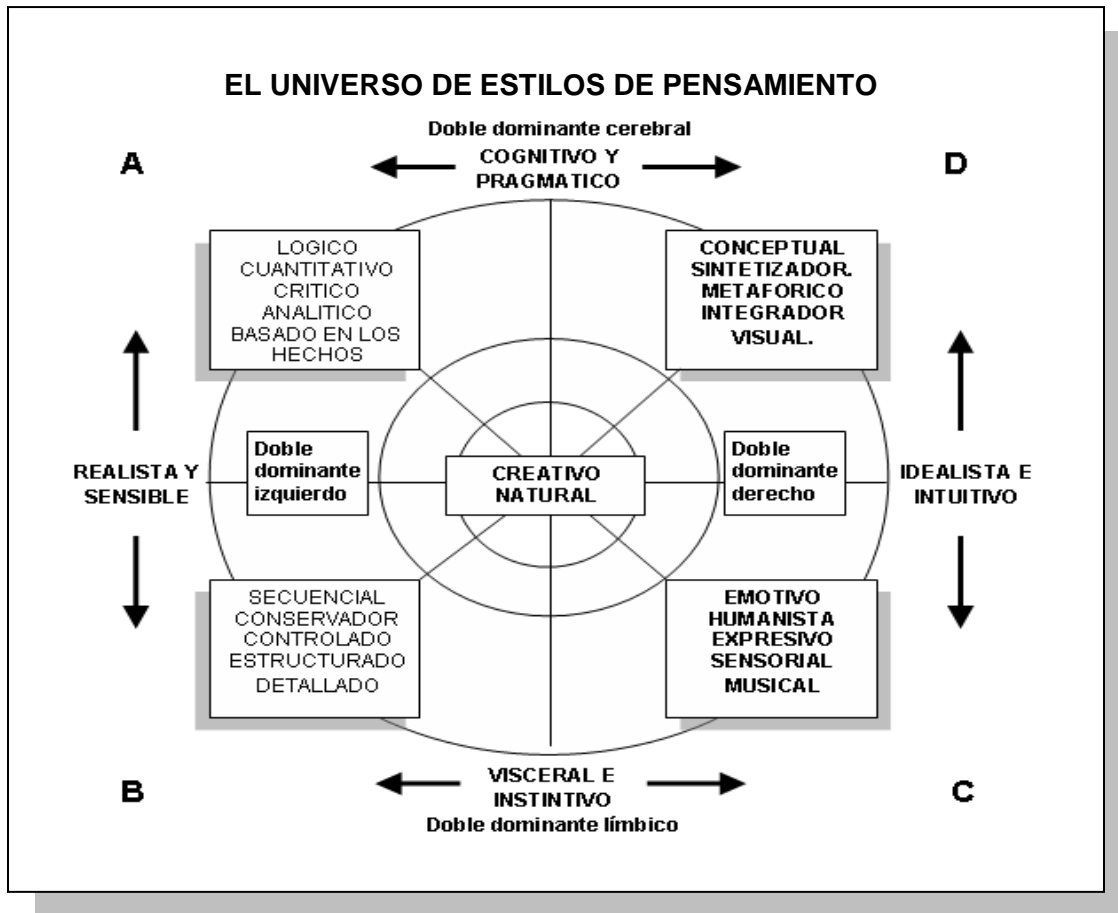 EL UNIVERSO DE ESTILOS DE PENSAMIENTO
Doble dominante cerebral
COGNITIVO Y
PRAGMATICO
A
D
LOGICO
CUANTITATIVO
CRITICO
ANALITICO
BASADO EN LOS
HECHOS
CONCEPTUAL
SINTETIZADOR.
METAFORICO
INTEGRADOR
VISUAL.
REALISTA Y
SENSIBLE
Doble
dominante
izquierdo
CREATIVO
NATURAL
Doble
dominante
derecho
IDEALISTA E
INTUITIVO
SECUENCIAL
CONSERVADOR
CONTROLADO
ESTRUCTURADO
DETALLADO
EMOTIVO
HUMANISTA
EXPRESIVO
SENSORIAL
MUSICAL
B
VISCERAL E
INSTINTIVO
Doble dominante límbico
C